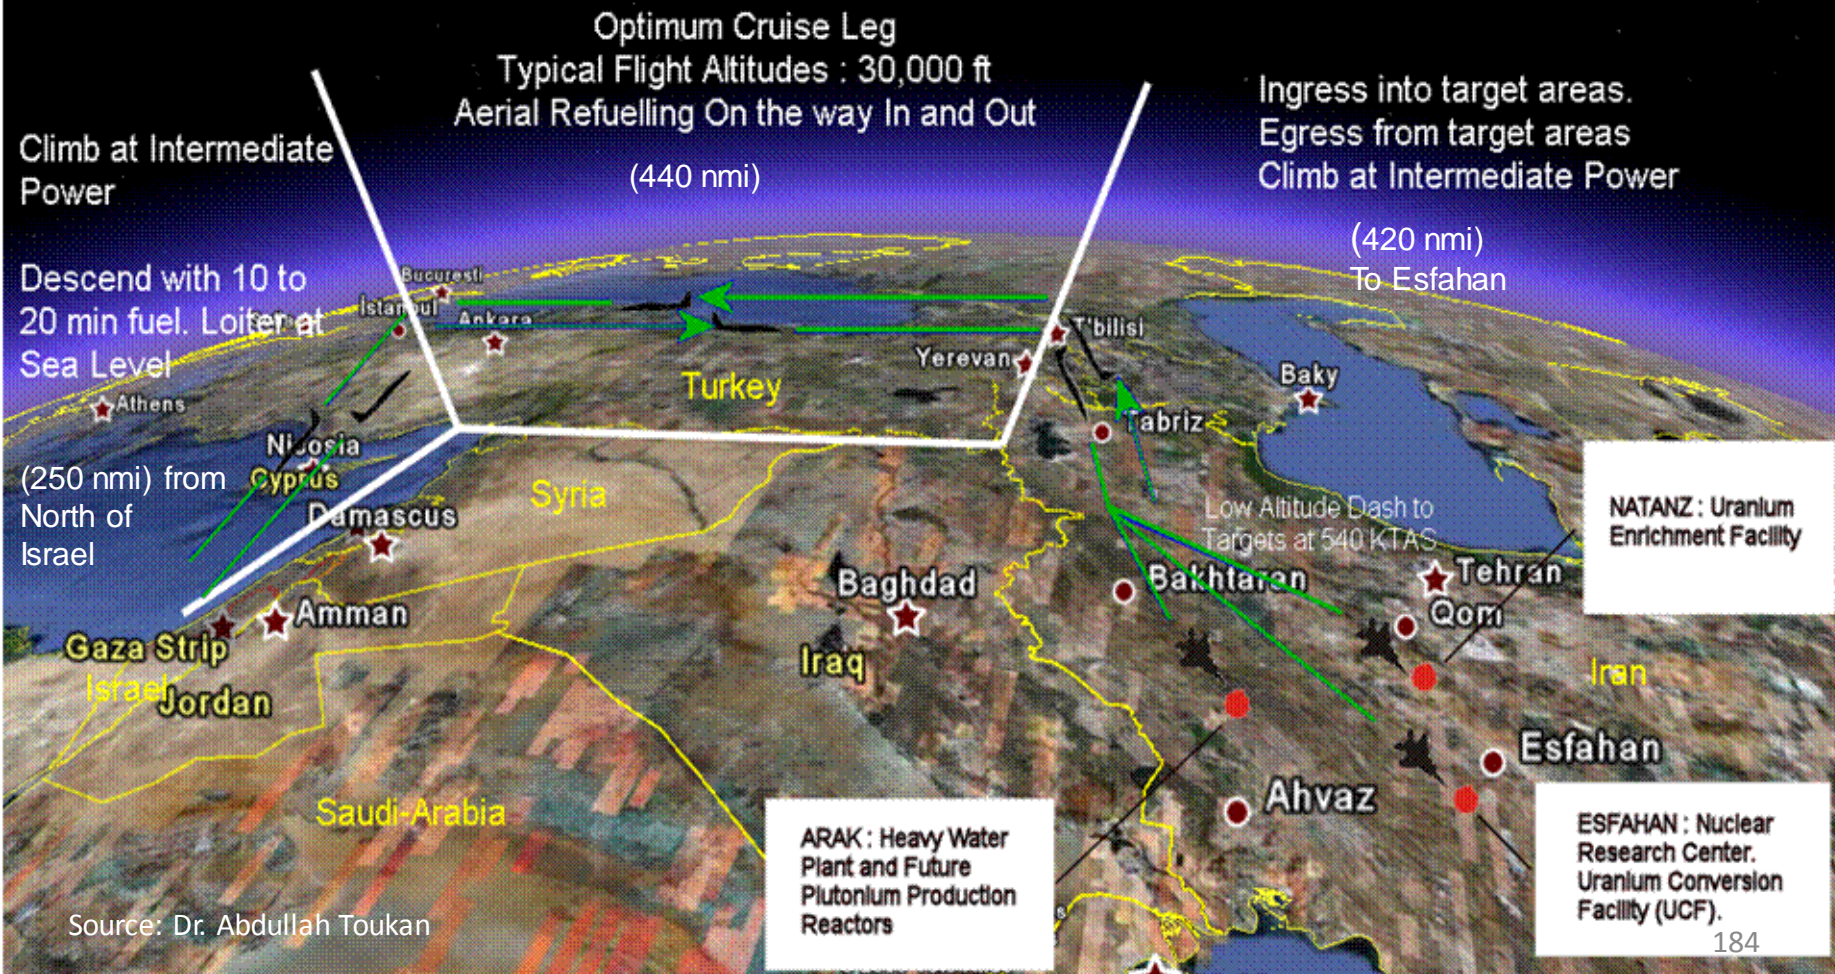 Optimum Cruise Leg
Typical Flight Altitudes : 30,000 ft
Aerial Refuelling On the way In and Out
(440 nmi)
Climb at Intermediate
Power
Descend with 10 to
20 min fuel. Loiter at
Sea Level
(250 nmi) from
North of
Israel
Ingress into target areas.
Egress from target areas
Climb at Intermediate Power
(420 nmi)
To Esfahan
Bucuresti
Istanbul
Ankara
T'bilisi
Yerevan
Baky
Turkey
Athens
Tabriz
Nicosia
Cyprus
Syria
Damascus
Low Altitude Dash to
Targets at 540 KTAS
NATANZ : Uranium
Enrichment Facility
Baghdad
Bakhtaran
Tehran
Qom
Amman
Gaza Strip
Israel
Jordan
Iraq
Iran
Esfahan
Ahvaz
Saudi-Arabia
ARAK : Heavy Water
Plant and Future
Plutonium Production
Reactors
ESFAHAN : Nuclear
Research Center.
Uranium Conversion
Facility (UCF).
Source: Dr. Abdullah Toukan
184